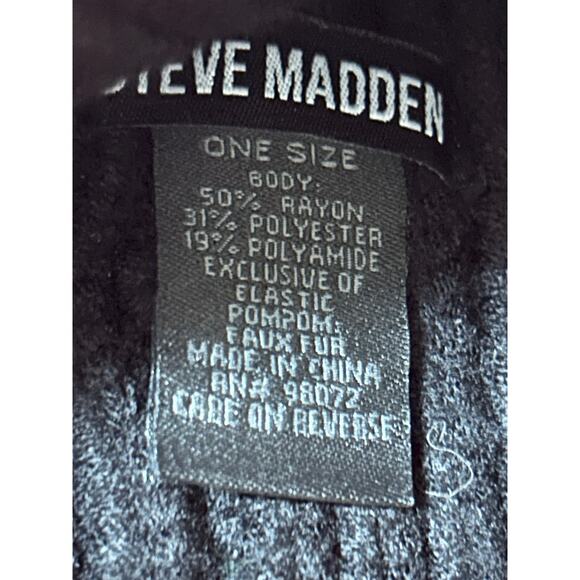 STEVE MADDEN
ONE SIZE
BODY:
50% RAYON
31% POLYESTER
19% POLYAMIDE
EXCLUSIVE OF
ELASTIC
POMPOM:
FAUX FUR
MADE IN CHINA
RN# 98072
CARE ON REVERSE